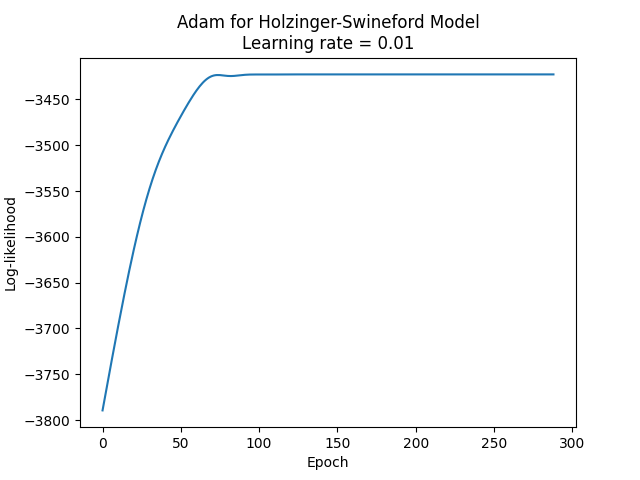 Adam for Holzinger-Swineford Model
Learning rate = 0.01
Log-likelihood
−3450
−3500
−3550
−3600
−3650
−3700
−3750
−3800
0 50 100 150 200 250 300
Epoch